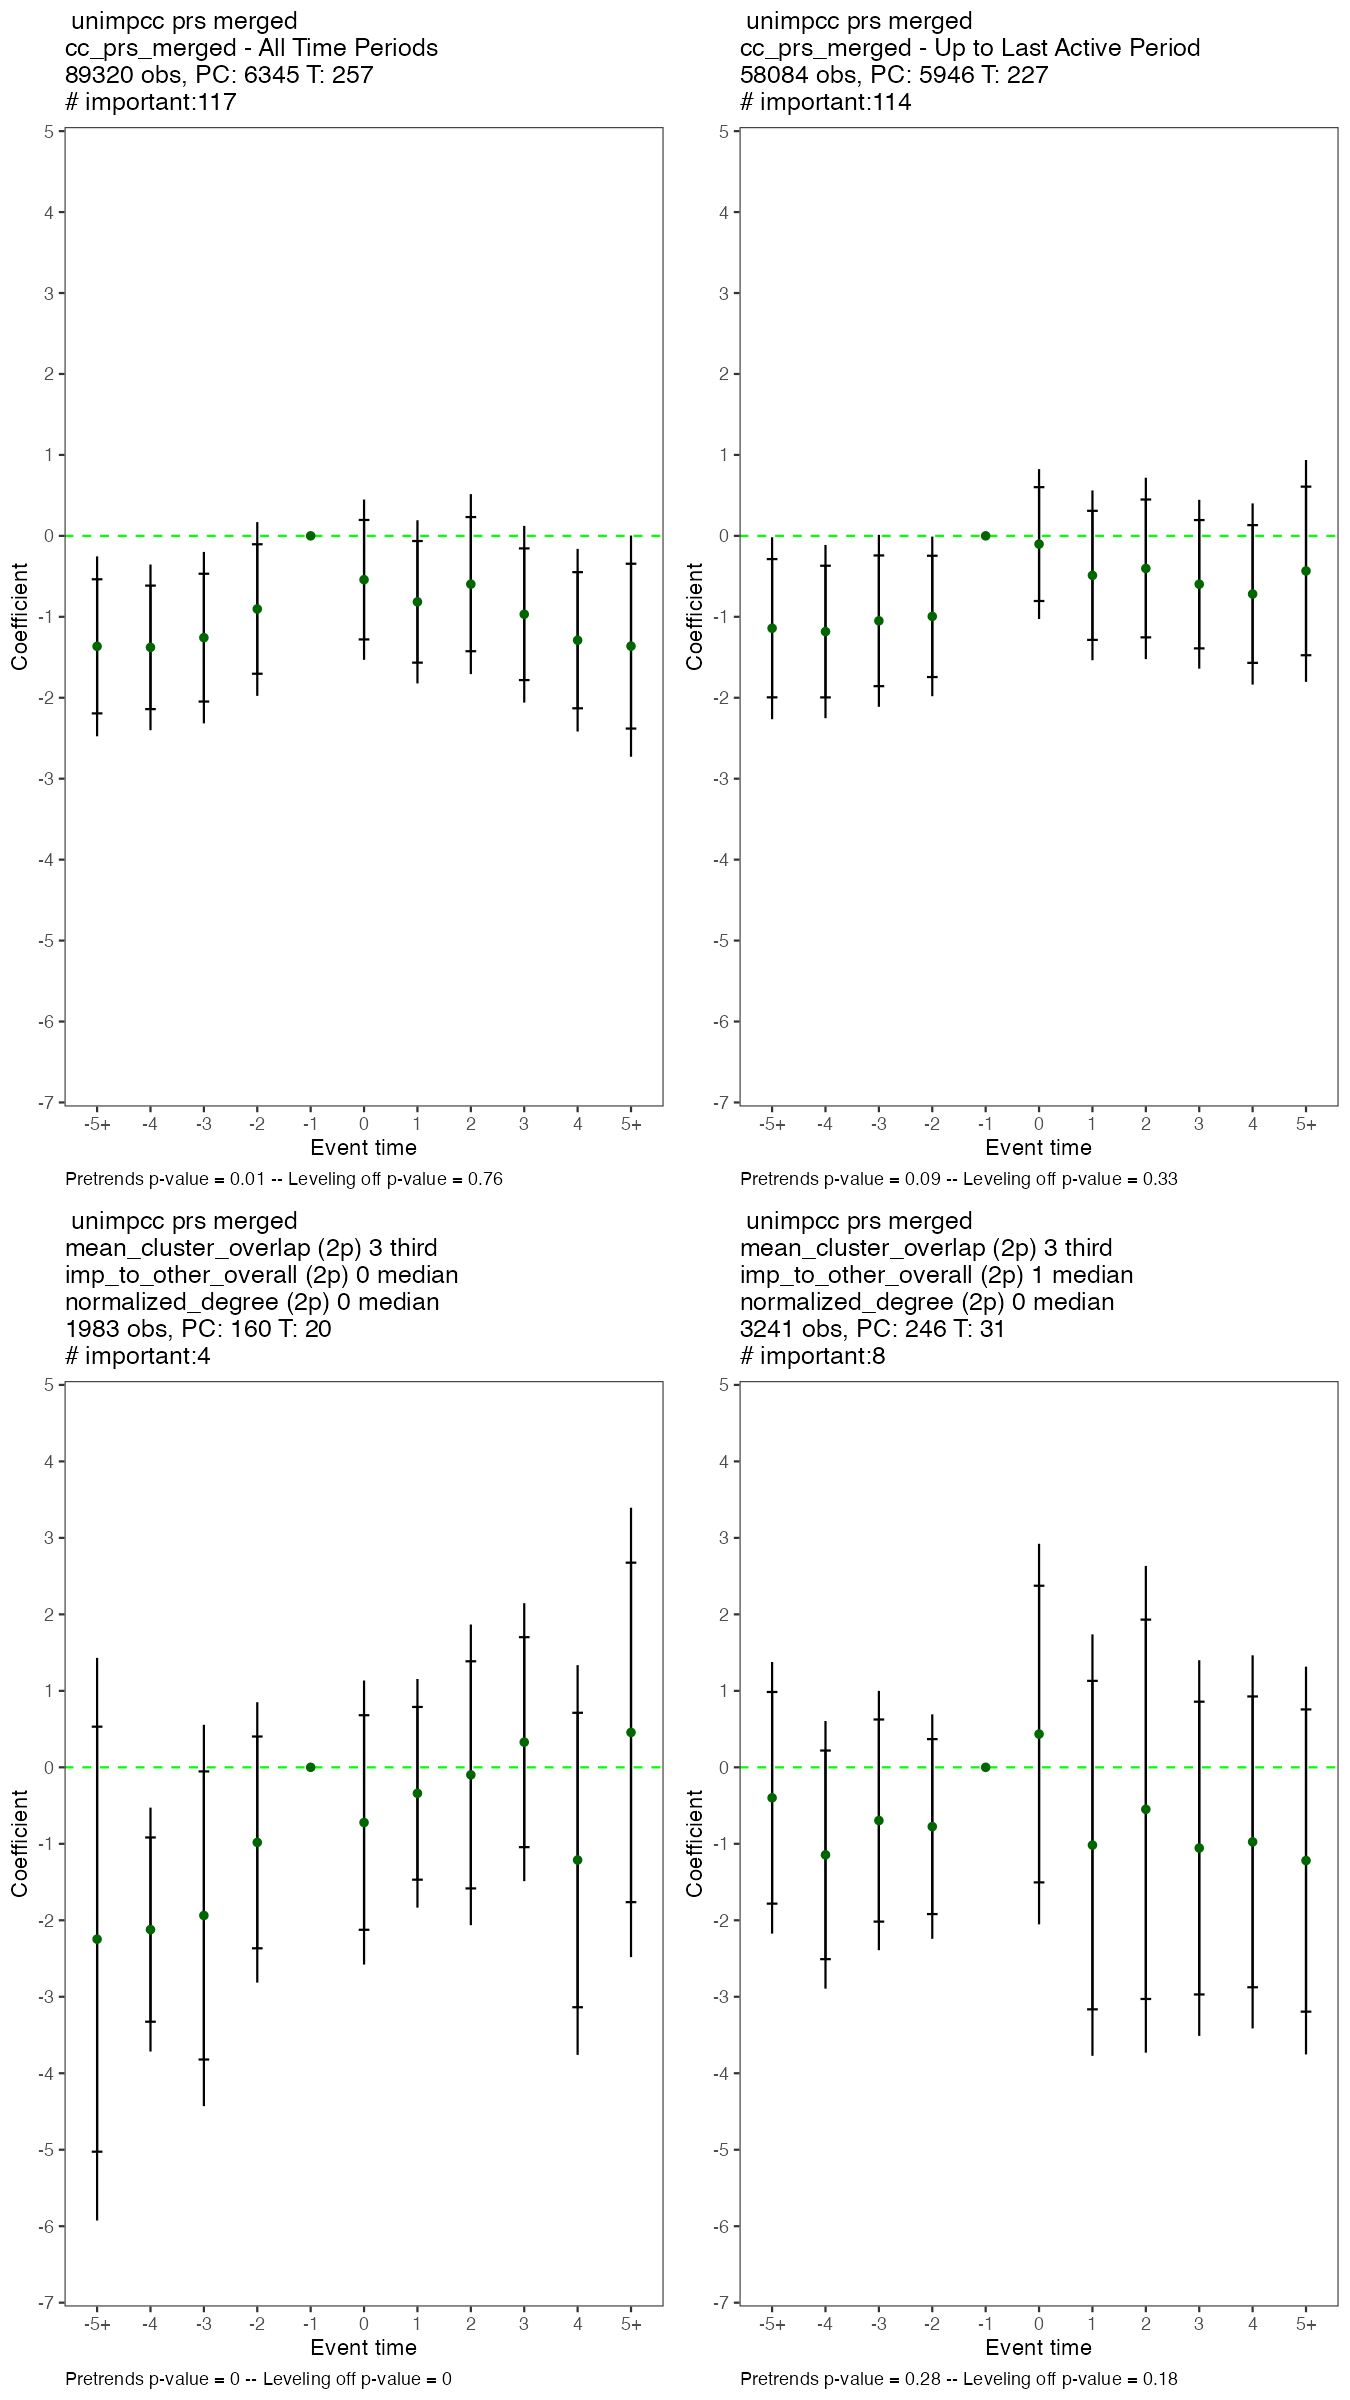 unimpcc prs merged
cc_prs_merged - All Time Periods
89320 obs, PC: 6345 T: 257
# important:117
5
4
3
2
1
0
-1
-2
-3
-4
-5
-6
-7
Coefficient
-5+ -4 -3 -2 -1 0 1 2 3 4 5+
Event time
Pretrends p-value = 0.01 -- Leveling off p-value = 0.76
unimpcc prs merged
cc_prs_merged - Up to Last Active Period
58084 obs, PC: 5946 T: 227
# important:114
5
4
3
2
1
0
-1
-2
-3
-4
-5
-6
-7
Coefficient
-5+ -4 -3 -2 -1 0 1 2 3 4 5+
Event time
Pretrends p-value = 0.09 -- Leveling off p-value = 0.33
unimpcc prs merged
mean_cluster_overlap (2p) 3 third
imp_to_other_overall (2p) 0 median
normalized_degree (2p) 0 median
1983 obs, PC: 160 T: 20
# important:4
5
4
3
2
1
0
-1
-2
-3
-4
-5
-6
-7
Coefficient
-5+ -4 -3 -2 -1 0 1 2 3 4 5+
Event time
Pretrends p-value = 0 -- Leveling off p-value = 0
unimpcc prs merged
mean_cluster_overlap (2p) 3 third
imp_to_other_overall (2p) 1 median
normalized_degree (2p) 0 median
3241 obs, PC: 246 T: 31
# important:8
5
4
3
2
1
0
-1
-2
-3
-4
-5
-6
-7
Coefficient
-5+ -4 -3 -2 -1 0 1 2 3 4 5+
Event time
Pretrends p-value = 0.28 -- Leveling off p-value = 0.18